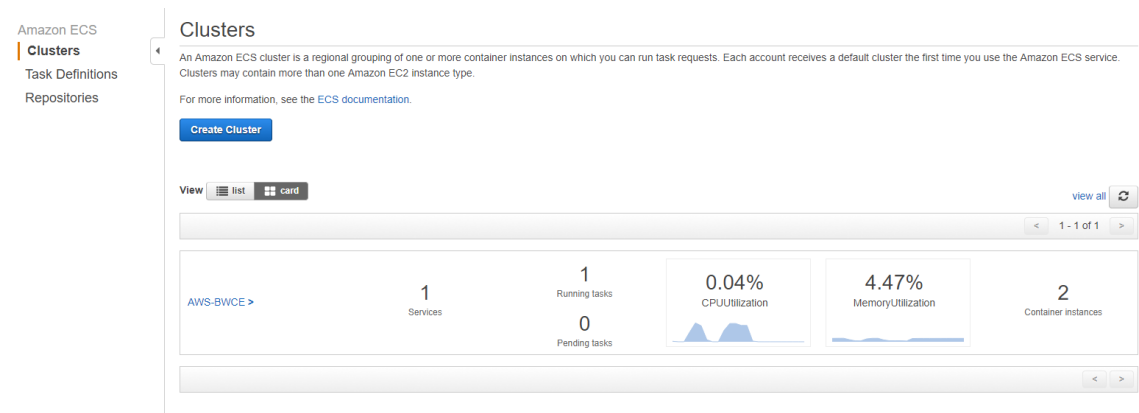 Amazon ECS
Clusters
Task Definitions
Repositories
Clusters
An Amazon ECS cluster is a regional grouping of one or more container instances on which you can run task requests. Each account receives a default cluster the first time you use the Amazon ECS service.
Clusters may contain more than one Amazon EC2 instance type.
For more information, see the ECS documentation.
Create Cluster
View list card
view all
< 1 - 1 of 1 >
AWS-BWCE >
1
Services
1
Running tasks
0
Pending tasks
0.04%
CPUUtilization
4.47%
MemoryUtilization
2
Container instances
< >